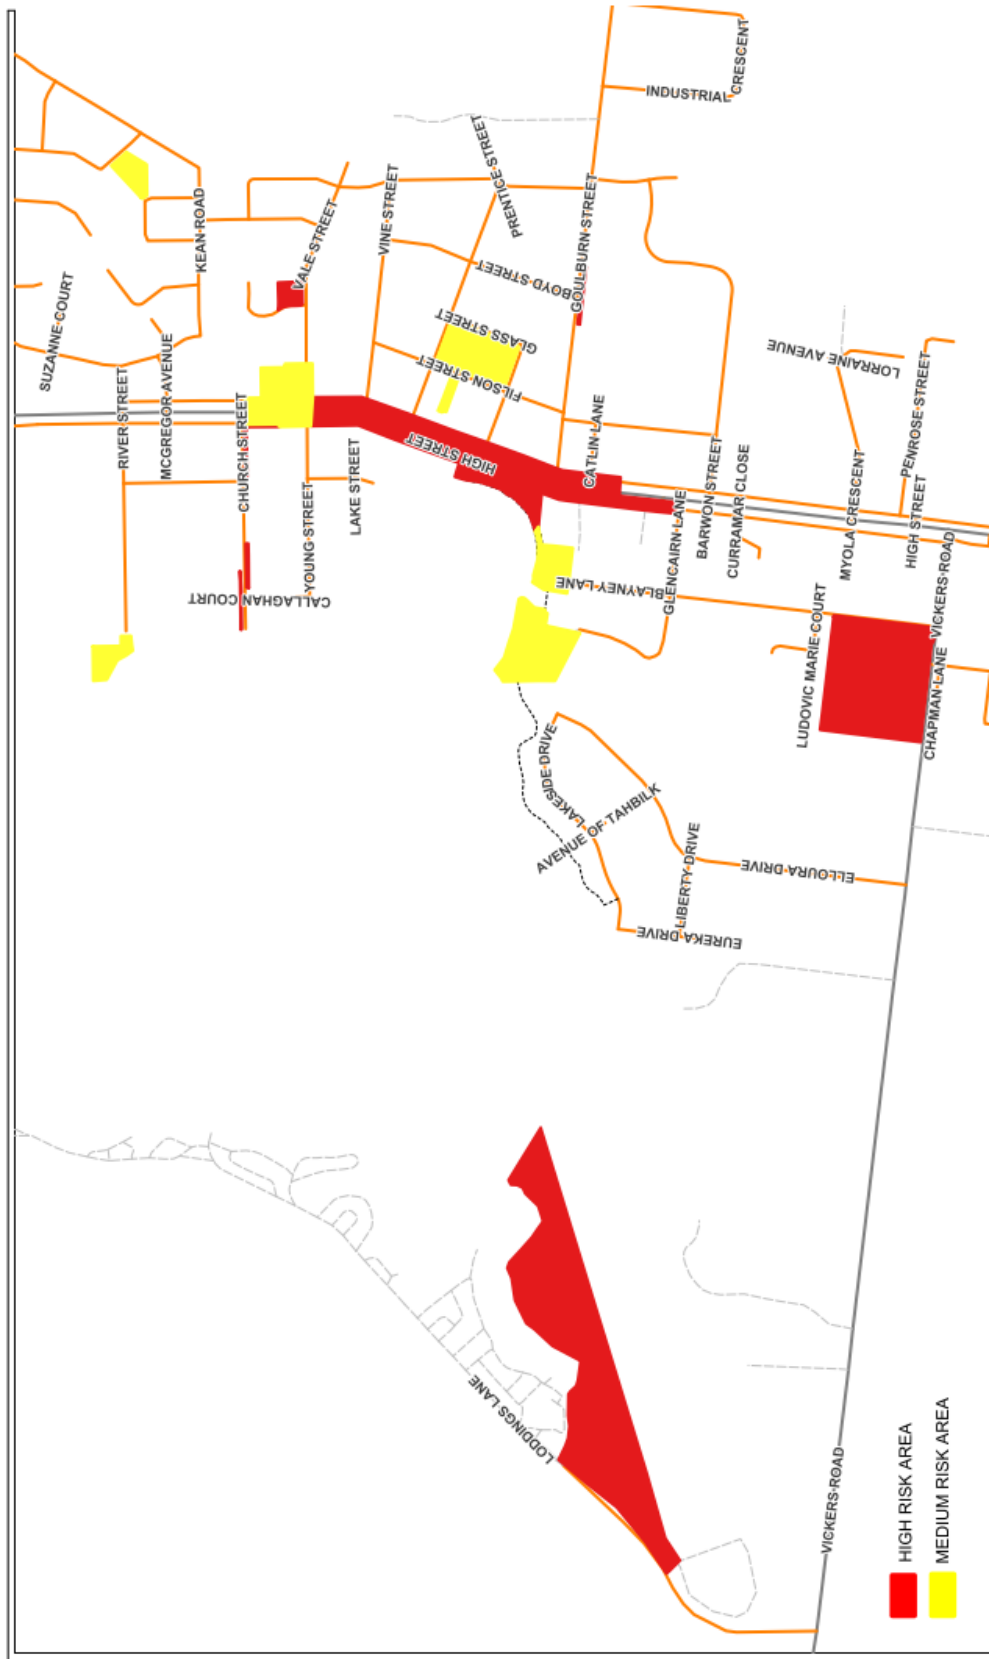 INDUSTRIAL
CRESCENT
PRENTICE STREET
KEAN ROAD
VALE STREET
VINE STREET
GOULBURN STREET
BOYD STREET
SUZANNE COURT
GLASS STREET
FILSON STREET
LORRAINE AVENUE
RIVER STREET
MCGREGOR AVENUE
CHURCH STREET
HIGH STREET
LAKE STREET
CATLIN LANE
PENROSE STREET
YOUNG STREET
BARWON STREET
CURRAMAR CLOSE
MYOLA CRESCENT
HIGH STREET
GLENCAIRN LANE
CALLAGHAN COURT
BLAYNEY LANE
VICKERS ROAD
LUDOVIC MARIE COURT
CHAPMAN LANE
LAKESIDE DRIVE
AVENUE OF TAHBILK
LIBERTY DRIVE
ELLOURA DRIVE
EUREKA DRIVE
LODDINGS LANE
VICKERS ROAD
HIGH RISK AREA
MEDIUM RISK AREA